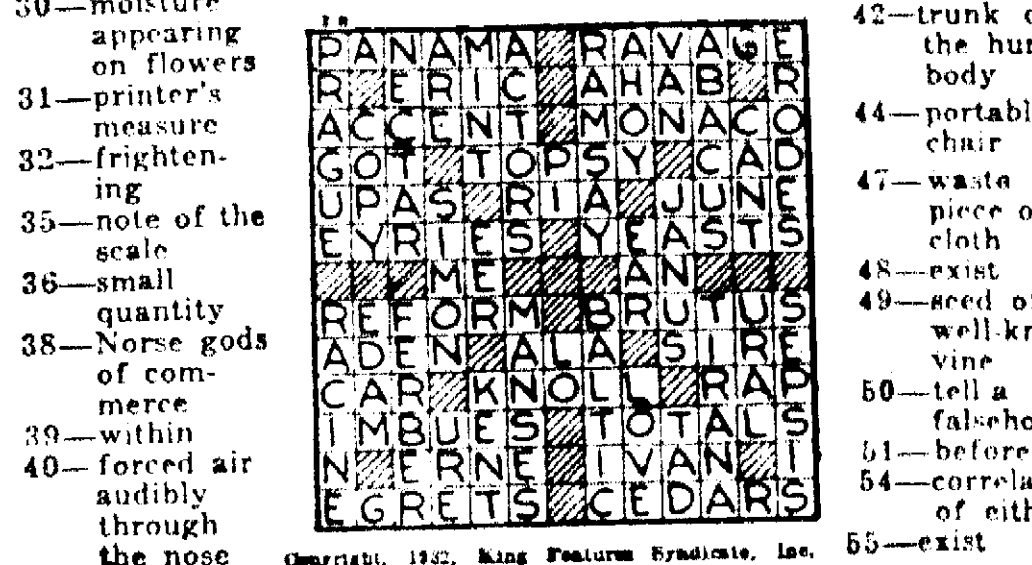 30—moisture
appearing
on flowers
31—printer's
measure
32—frighten-
ing
35—note of the
scale
36—small
quantity
38—Norse gods
of com-
merce
39—within
40—forced air
audibly
through
the nose
PANAMA RAVAGE
R ERIC AHAB R
ACCENT MONACO
GOT TOPSY CAD
UPAS RIA JUNE
EYRIES YEASTS
ME AN
REFORM BRUTUS
ADEN ALA SIRE
CAR KNOLL RAP
IMBUES TOTALS
N ERNE IVAN I
EGRETS CEDARS
Copyright, 1932, King Features Syndicate, Inc.
42—trunk o
the hum
body
44—portabl
chair
47—waste
piece o
cloth
48—exist
49—seed of
well-kn
vine
50—tell a
falseho
51—before
54—correla
of eith
55—exist